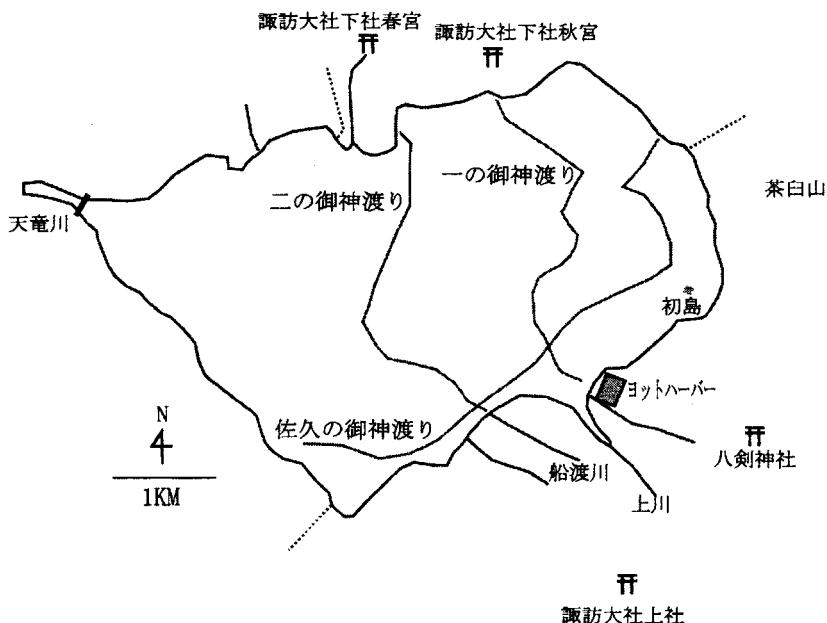 諏訪大社下社春宮
諏訪大社下社秋宮
一の御神渡り
二の御神渡り
茶臼山
天竜川
初島
ヨットハーバー
佐久の御神渡り
N
1KM
八剣神社
船渡川
上川
諏訪大社上社